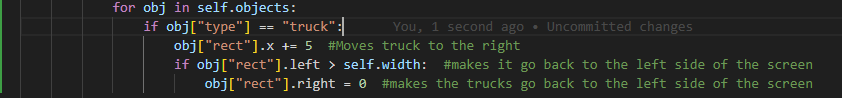 for obj in self.objects:
if obj["type"] == "truck": You, 1 second ago • Uncommitted changes
obj["rect"].x += 5 #Moves truck to the right
if obj["rect"].left > self.width: #makes it go back to the left side of the screen
obj["rect"].right = 0 #makes the trucks go back to the left side of the screen